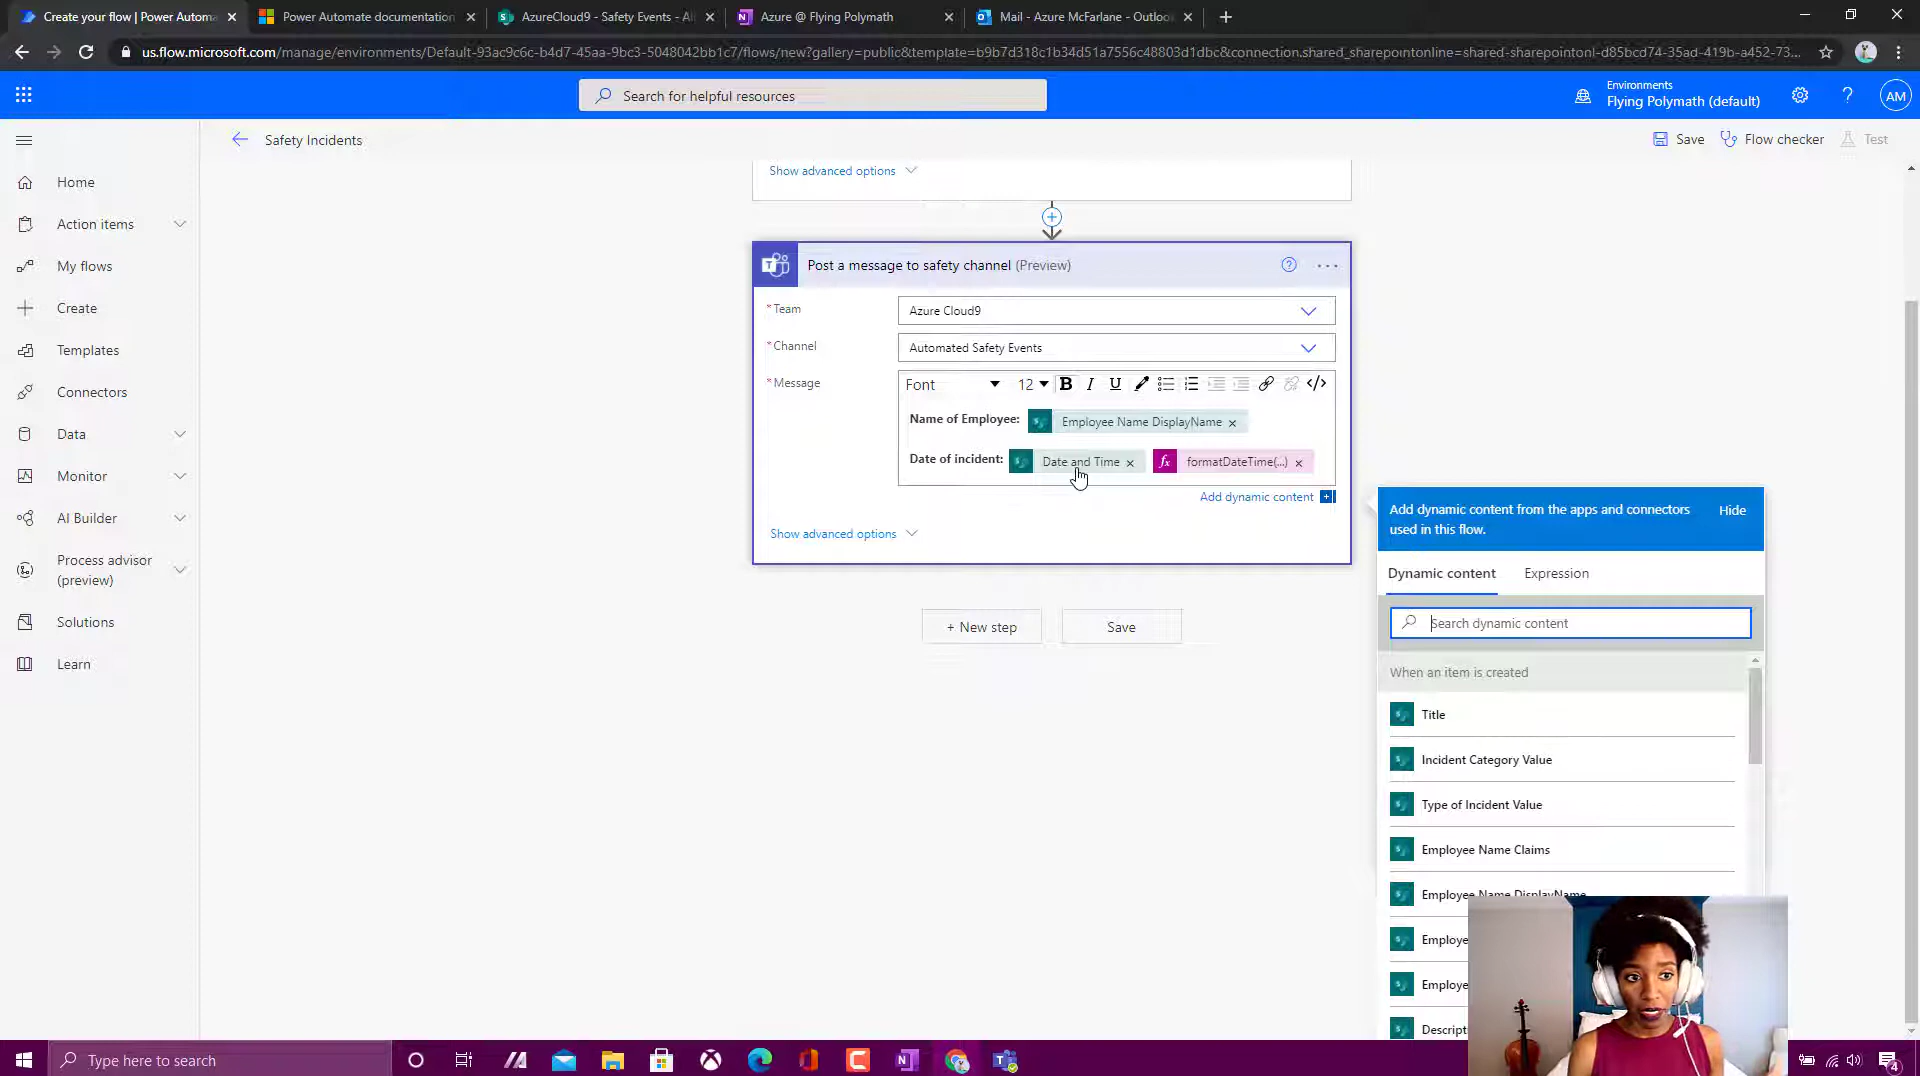 Create your flow | Power Automa
Power Automate documentation
AzureCloud9 - Safety Events - Al
Azure @ Flying Polymath
Mail - Azure McFarlane - Outloo
us.flow.microsoft.com/manage/environments/Default-93ac9c6c-b4d7-45aa-9bc3-5048042bb1c7/flows/new?gallery=public&template=b9b7d318c1b34d51a7556c48803d1dbc&connection.shared_sharepointonline=shared-sharepointonl-d85bcd74-35ad-419b-a452-73...
Search for helpful resources
Environments
Flying Polymath (default)
?
AM
Safety Incidents
Save
Flow checker
Test
Home
Action items
My flows
Create
Templates
Connectors
Data
Monitor
AI Builder
Process advisor
(preview)
Solutions
Learn
Show advanced options
Post a message to safety channel (Preview)
*Team
Azure Cloud9
*Channel
Automated Safety Events
*Message
Font 12 B I U </>
Name of Employee: Employee Name DisplayName
Date of incident: Date and Time fx formatDateTime(...)
Add dynamic content
Show advanced options
+ New step
Save
Add dynamic content from the apps and connectors
used in this flow.
Hide
Dynamic content
Expression
Search dynamic content
When an item is created
Title
Incident Category Value
Type of Incident Value
Employee Name Claims
Employee Name DisplayName
Employe
Employe
Descript
Type here to search
4